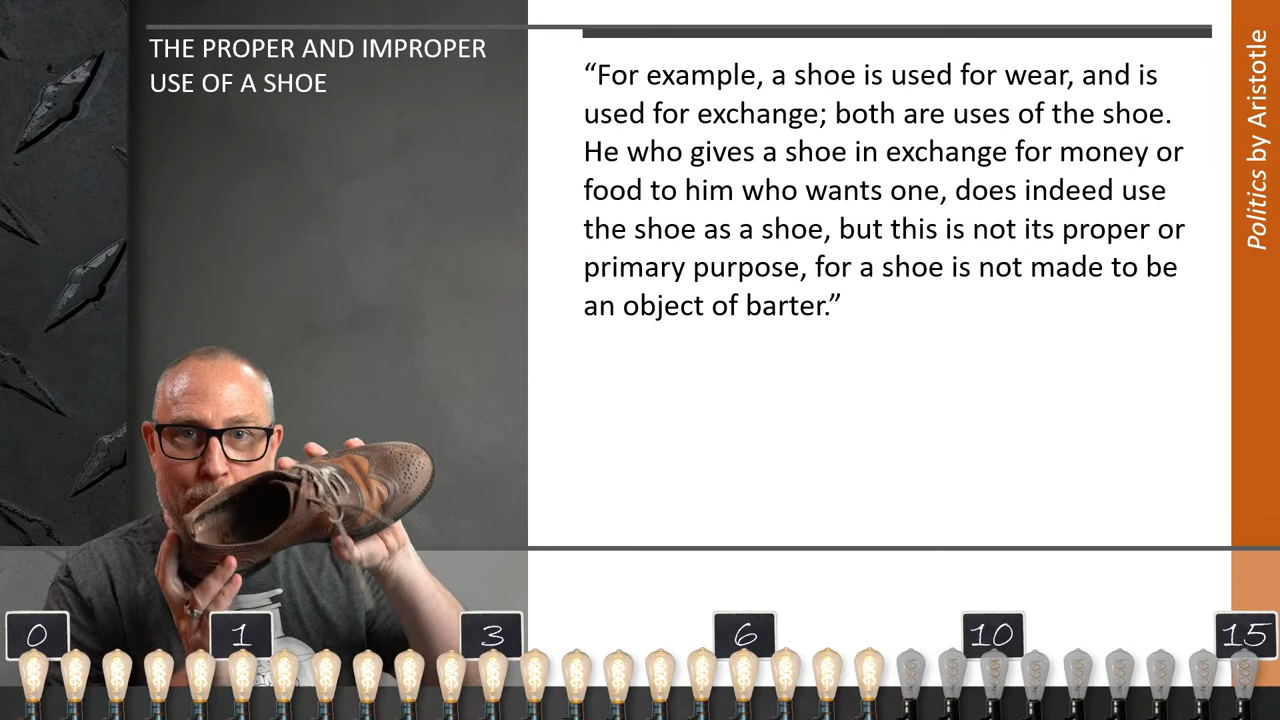 THE PROPER AND IMPROPER
USE OF A SHOE
“For example, a shoe is used for wear, and is
used for exchange; both are uses of the shoe.
He who gives a shoe in exchange for money or
food to him who wants one, does indeed use
the shoe as a shoe, but this is not its proper or
primary purpose, for a shoe is not made to be
an object of barter.”
Politics by Aristotle
0
1
3
6
10
15